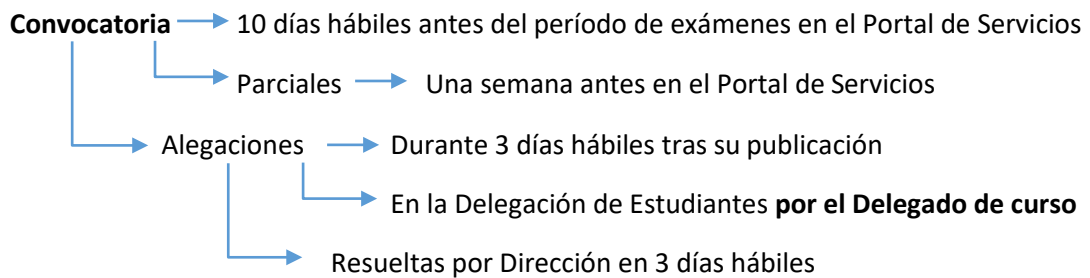 Convocatoria 10 días hábiles antes del período de exámenes en el Portal de Servicios
Parciales Una semana antes en el Portal de Servicios
Alegaciones Durante 3 días hábiles tras su publicación
En la Delegación de Estudiantes por el Delegado de curso
Resueltas por Dirección en 3 días hábiles